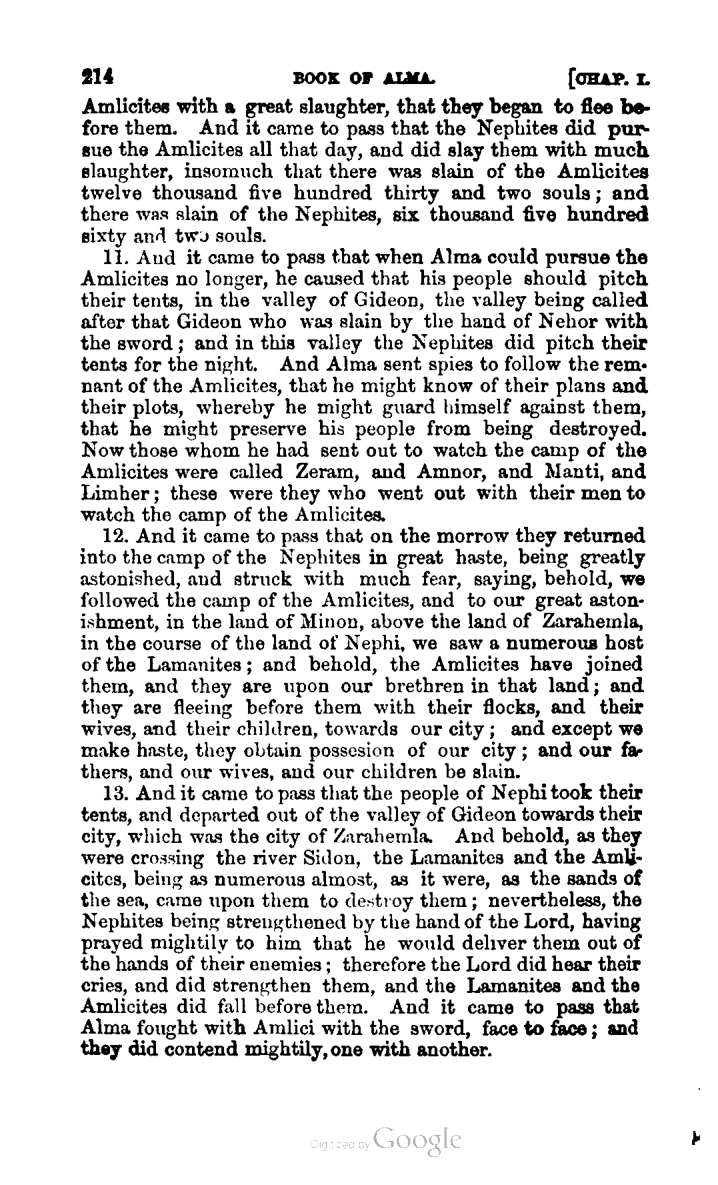 214 BOOK OF ALMA. [CHAP. I.
Amlicites with a great slaughter, that they began to flee be-
fore them. And it came to pass that the Nephites did pur-
sue the Amlicites all that day, and did slay them with much
slaughter, insomuch that there was slain of the Amlicites
twelve thousand five hundred thirty and two souls; and
there was slain of the Nephites, six thousand five hundred
sixty and two souls.
11. And it came to pass that when Alma could pursue the
Amlicites no longer, he caused that his people should pitch
their tents, in the valley of Gideon, the valley being called
after that Gideon who was slain by the hand of Nehor with
the sword; and in this valley the Nephites did pitch their
tents for the night. And Alma sent spies to follow the rem-
nant of the Amlicites, that he might know of their plans and
their plots, whereby he might guard himself against them,
that he might preserve his people from being destroyed.
Now those whom he had sent out to watch the camp of the
Amlicites were called Zeram, and Amnor, and Manti, and
Limher; these were they who went out with their men to
watch the camp of the Amlicites.
12. And it came to pass that on the morrow they returned
into the camp of the Nephites in great haste, being greatly
astonished, and struck with much fear, saying, behold, we
followed the camp of the Amlicites, and to our great aston-
ishment, in the land of Minon, above the land of Zarahemla,
in the course of the land of Nephi, we saw a numerous host
of the Lamanites; and behold, the Amlicites have joined
them, and they are upon our brethren in that land; and
they are fleeing before them with their flocks, and their
wives, and their children, towards our city; and except we
make haste, they obtain possesion of our city; and our fa-
thers, and our wives, and our children be slain.
13. And it came to pass that the people of Nephi took their
tents, and departed out of the valley of Gideon towards their
city, which was the city of Zarahemla. And behold, as they
were crossing the river Sidon, the Lamanites and the Amli-
cites, being as numerous almost, as it were, as the sands of
the sea, came upon them to destroy them; nevertheless, the
Nephites being strengthened by the hand of the Lord, having
prayed mightily to him that he would deliver them out of
the hands of their enemies; therefore the Lord did hear their
cries, and did strengthen them, and the Lamanites and the
Amlicites did fall before them. And it came to pass that
Alma fought with Amlici with the sword, face to face; and
they did contend mightily, one with another.
Digitized by Google